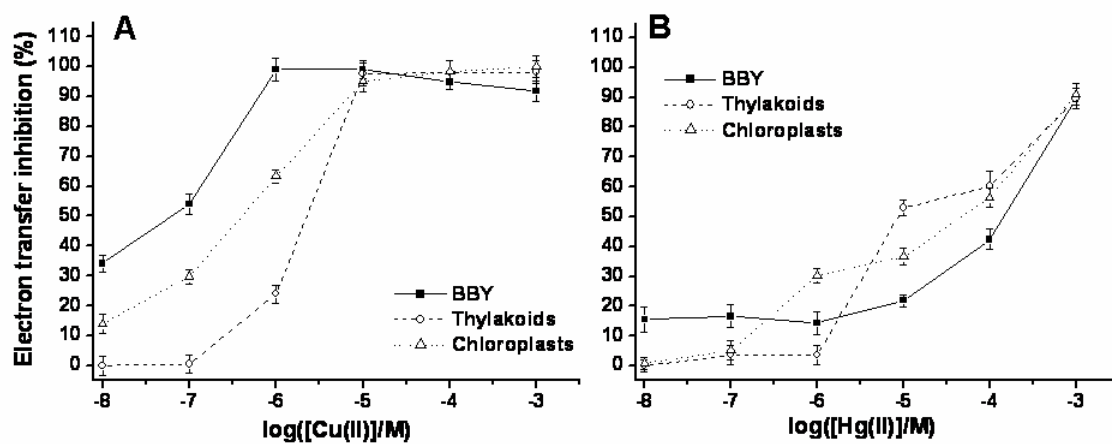 A
Electron transfer inhibition (%)
110
100
90
80
70
60
50
40
30
20
10
0
BBY
Thylakoids
Chloroplasts
-8 -7 -6 -5 -4 -3
log([Cu(II)]/M)
B
110
100
90
80
70
60
50
40
30
20
10
0
BBY
Thylakoids
Chloroplasts
-8 -7 -6 -5 -4 -3
log([Hg(II)]/M)